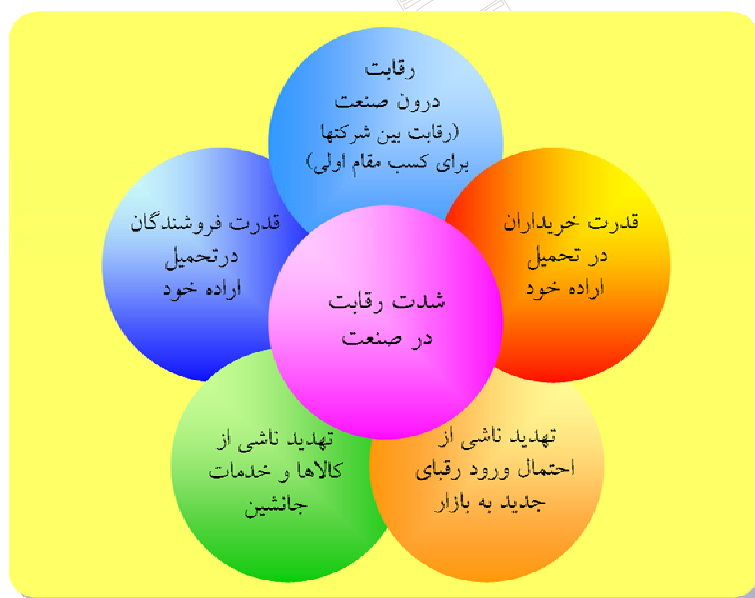 رقابت
درون صنعت
(رقابت بین شرکتها
برای کسب مقام اولی)
قدرت خریداران
در تحمیل
اراده خود
قدرت فروشندگان
درتحمیل
اراده خود
شدت رقابت
در صنعت
تهدید ناشی از
احتمال ورود رقبای
جدید به بازار
تهدید ناشی از
کالاها و خدمات
جانشین